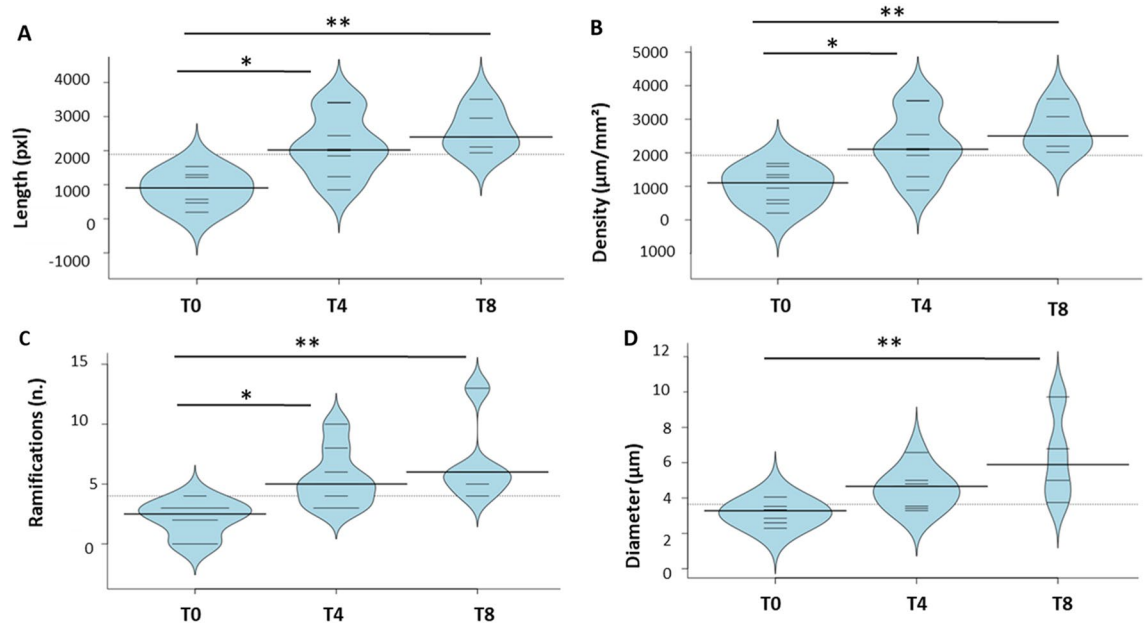 A
**
*
Length (pxl)
4000
3000
2000
1000
0
-1000
T0 T4 T8
B
**
*
Density (µm/mm²)
5000
4000
3000
2000
1000
0
1000
T0 T4 T8
C
**
*
Ramifications (n.)
15
10
5
0
T0 T4 T8
D
**
Diameter (µm)
12
10
8
6
4
2
0
T0 T4 T8